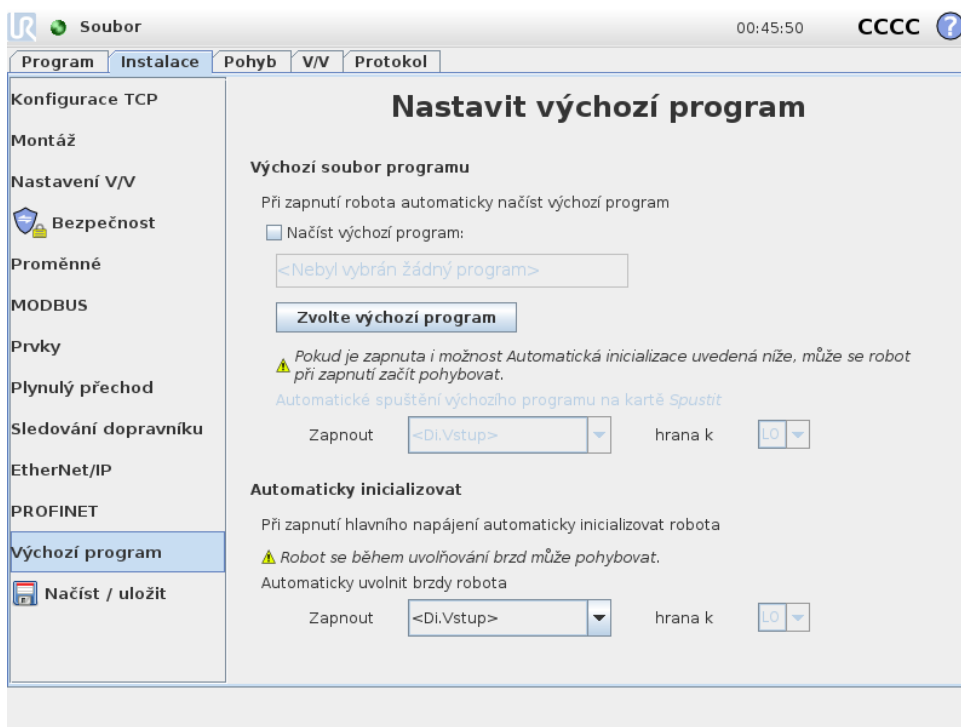 UR Soubor 00:45:50 CCCC ?
Program Instalace Pohyb V/V Protokol
Konfigurace TCP
Montáž
Nastavení V/V
Bezpečnost
Proměnné
MODBUS
Prvky
Plynulý přechod
Sledování dopravníku
EtherNet/IP
PROFINET
Výchozí program
Načíst / uložit
Nastavit výchozí program
Výchozí soubor programu
Při zapnutí robota automaticky načíst výchozí program
Načíst výchozí program:
<Nebyl vybrán žádný program>
Zvolte výchozí program
Pokud je zapnuta i možnost Automatická inicializace uvedená níže, může se robot
při zapnutí začít pohybovat.
Automatické spuštění výchozího programu na kartě Spustit
Zapnout <Di.Vstup> hrana k LO
Automaticky inicializovat
Při zapnutí hlavního napájení automaticky inicializovat robota
Robot se během uvolňování brzd může pohybovat.
Automaticky uvolnit brzdy robota
Zapnout <Di.Vstup> hrana k LO